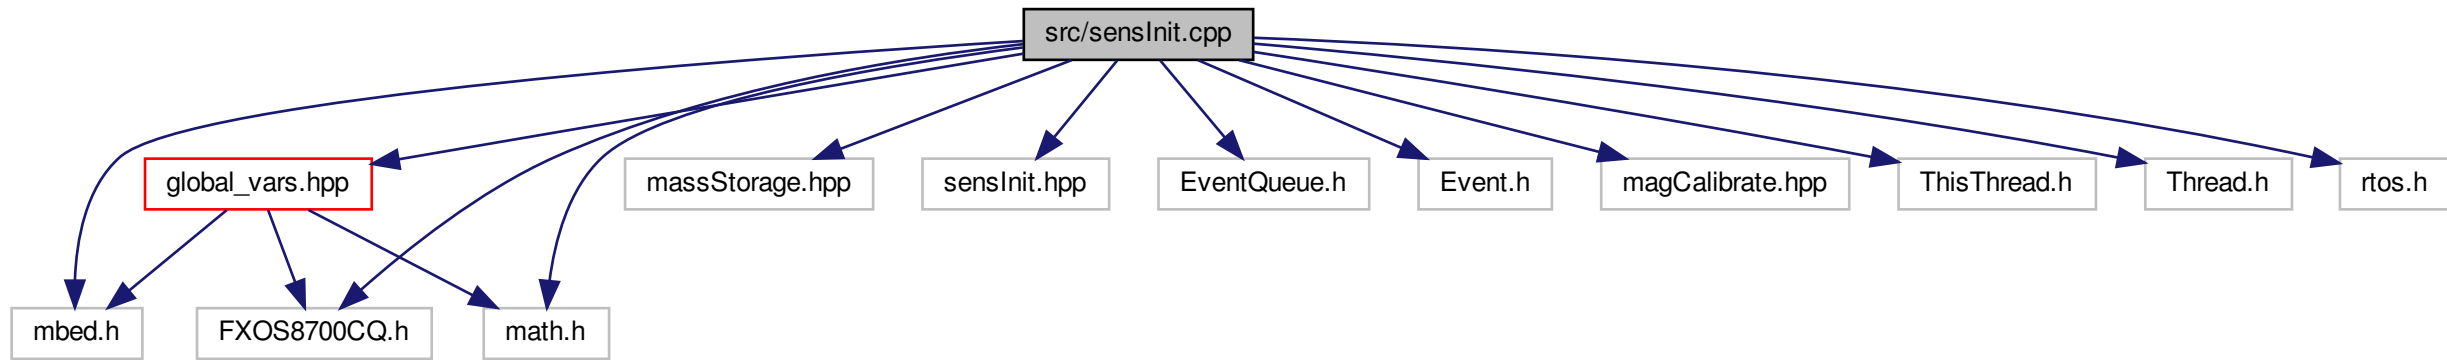 src/sensInit.cpp
global_vars.hpp
massStorage.hpp
sensInit.hpp
EventQueue.h
Event.h
magCalibrate.hpp
ThisThread.h
Thread.h
rtos.h
mbed.h
FXOS8700CQ.h
math.h